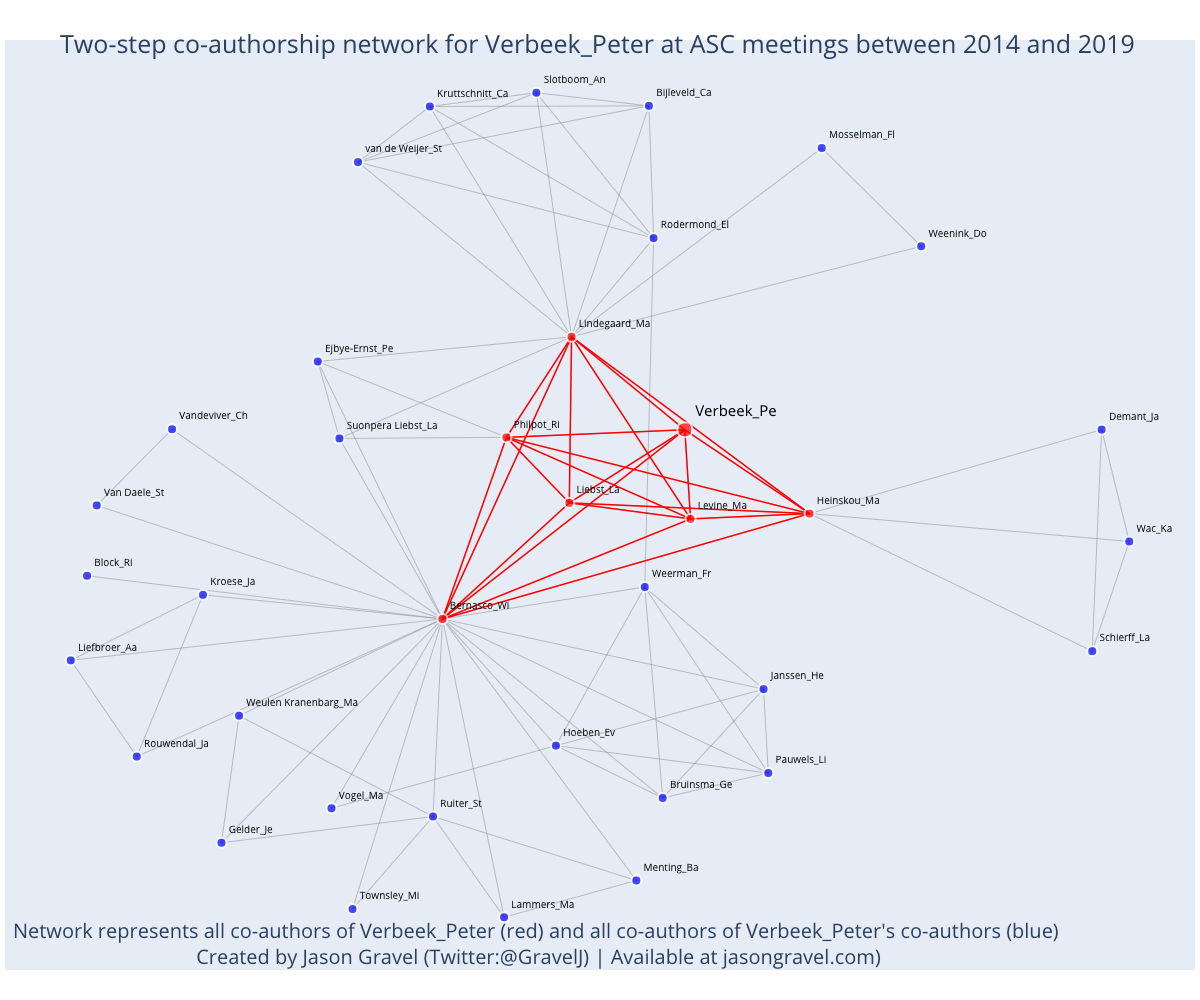 Two-step co-authorship network for Verbeek_Peter at ASC meetings between 2014 and 2019
Slotboom_An
Kruttschnitt_Ca
Bijleveld_Ca
Mosselman_Fl
van de Weijer_St
Rodermond_El
Weenink_Do
Lindegaard_Ma
Ejbye-Ernst_Pe
Verbeek_Pe
Vandeviver_Ch
Demant_Ja
Suonpera Liebst_La
Philpot_Ri
Van Daele_St
Liebst_La
Heinskou_Ma
Levine_Ma
Wac_Ka
Block_Ri
Weerman_Fr
Kroese_Ja
Bernasco_Wi
Schierff_La
Liefbroer_Aa
Janssen_He
Weulen Kranenbarg_Ma
Hoeben_Ev
Rouwendal_Ja
Pauwels_Li
Bruinsma_Ge
Vogel_Ma
Ruiter_St
Gelder_Je
Menting_Ba
Townsley_Mi
Lammers_Ma
Network represents all co-authors of Verbeek_Peter (red) and all co-authors of Verbeek_Peter's co-authors (blue)
Created by Jason Gravel (Twitter:@GravelJ) | Available at jasongravel.com)